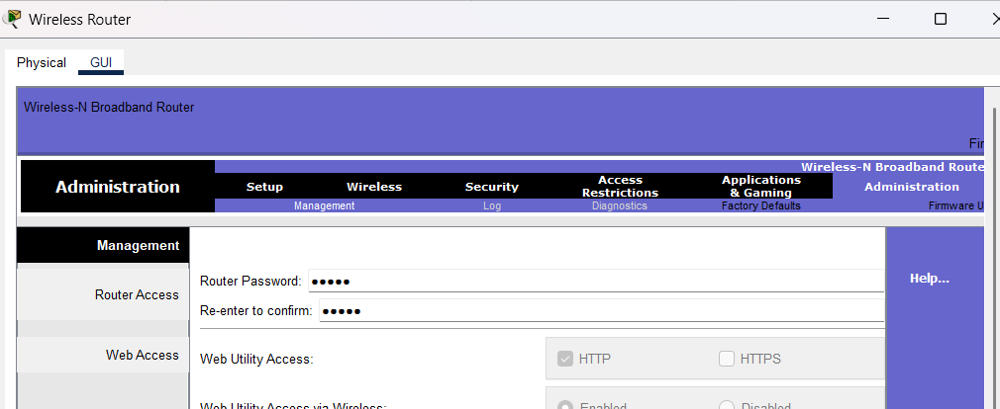 Wireless Router
Physical GUI
Wireless-N Broadband Router
Fir
Wireless-N Broadband Route
Administration
Setup Wireless Security Access Restrictions Applications & Gaming Administration
Management Log Diagnostics Factory Defaults Firmware U
Management
Router Access
Router Password: •••••
Help...
Re-enter to confirm: •••••
Web Access
Web Utility Access: HTTP HTTPS
Web Utility Access via Wireless: Enabled Disabled